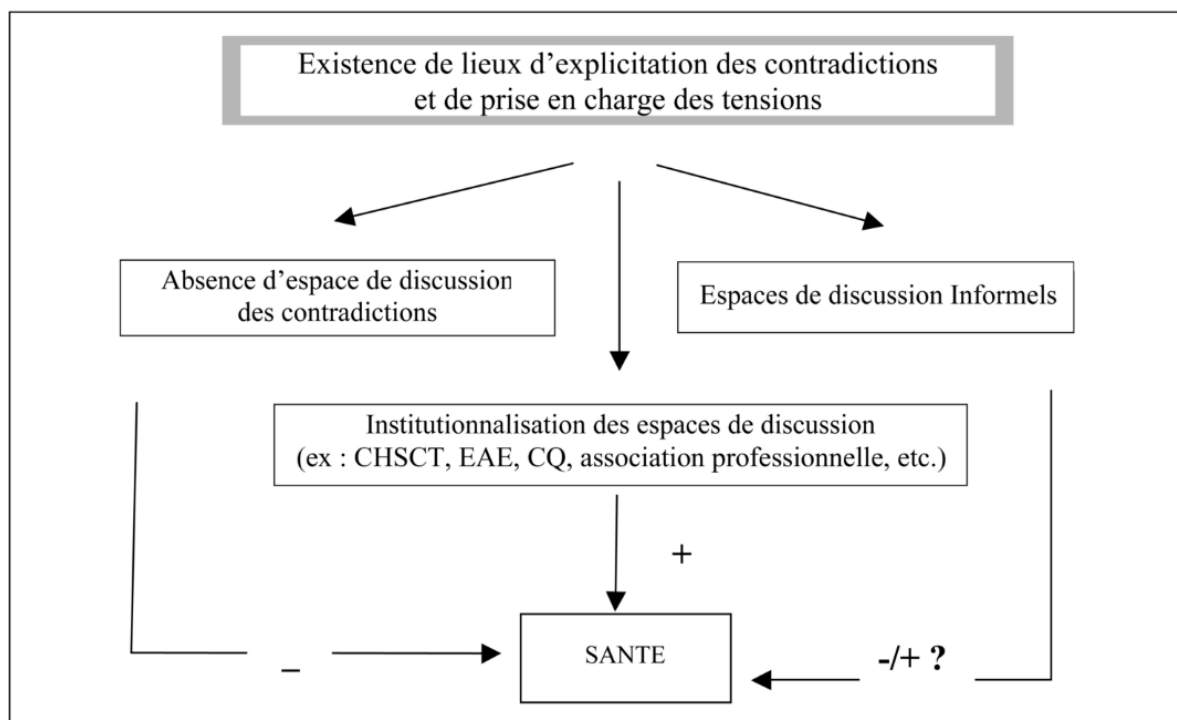 Existence de lieux d'explicitation des contradictions
et de prise en charge des tensions
Absence d'espace de discussion
des contradictions
Espaces de discussion Informels
Institutionnalisation des espaces de discussion
(ex : CHSCT, EAE, CQ, association professionnelle, etc.)
+
SANTE
–
-/+ ?